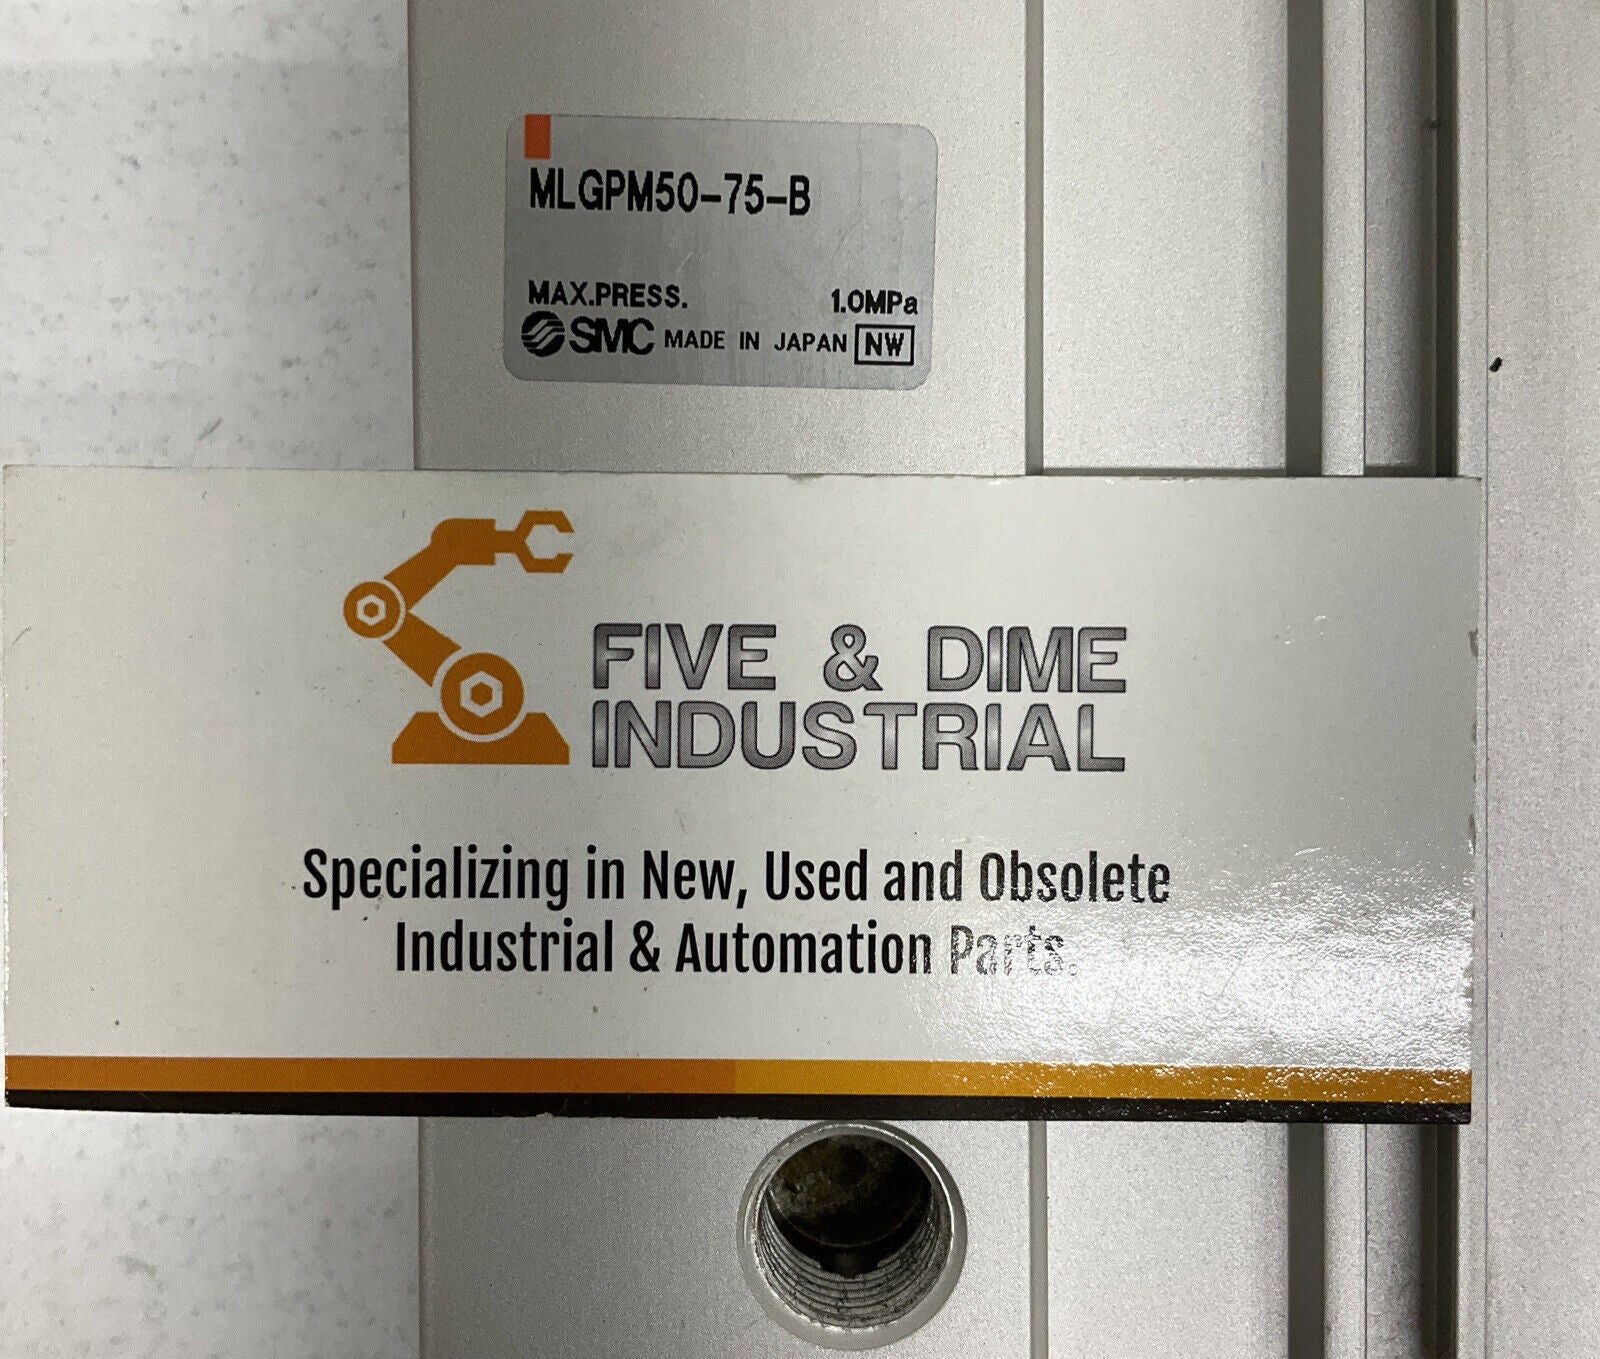 MLGPM50-75-B
MAX.PRESS. 1.0MPa
SMC MADE IN JAPAN NW
FIVE & DIME
INDUSTRIAL
Specializing in New, Used and Obsolete
Industrial & Automation Parts.